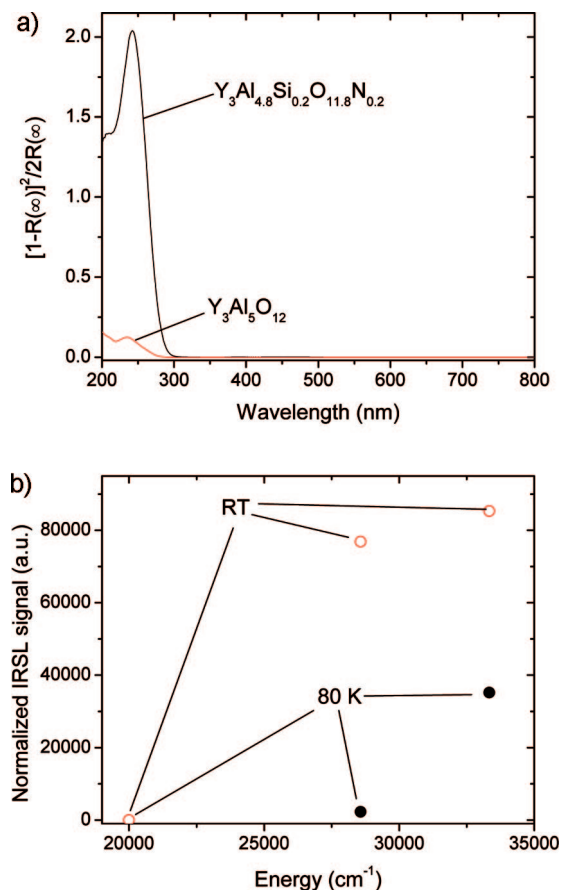 a)
2.0
1.5
1.0
0.5
0.0
[1-R(∞)]²/2R(∞)
Y₃Al₄.₈Si₀.₂O₁₁.₈N₀.₂
Y₃Al₅O₁₂
200 300 400 500 600 700 800
Wavelength (nm)
b)
80000
60000
40000
20000
0
Normalized IRSL signal (a.u.)
RT
80 K
20000 25000 30000 35000
Energy (cm⁻¹)